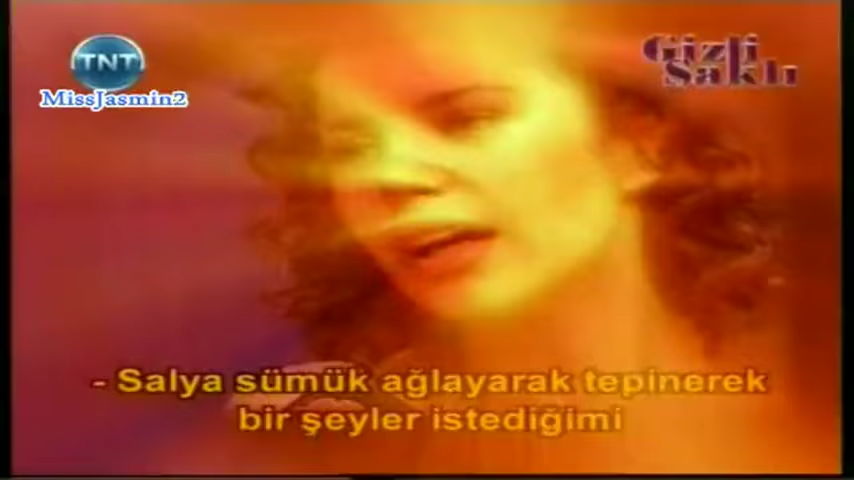 TNT
MissJasmin2
Gizli
Saklı
- Salya sümük ağlayarak tepinerek
bir şeyler istediğimi